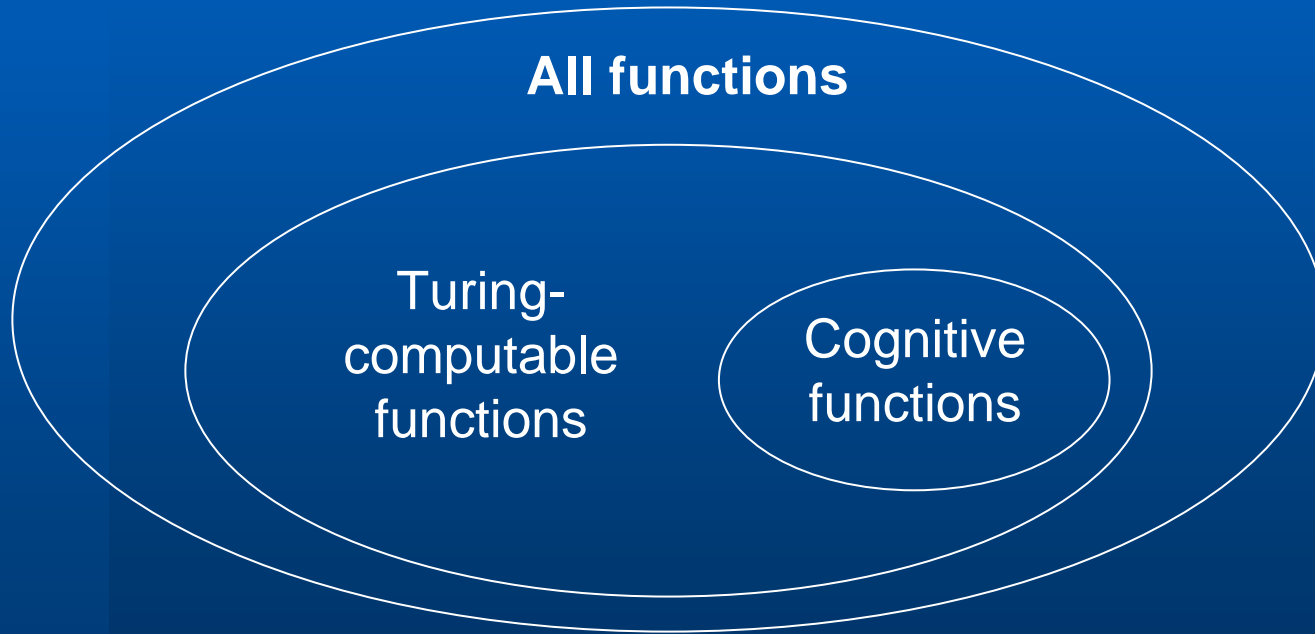 All functions
Turing-
computable
functions
Cognitive
functions